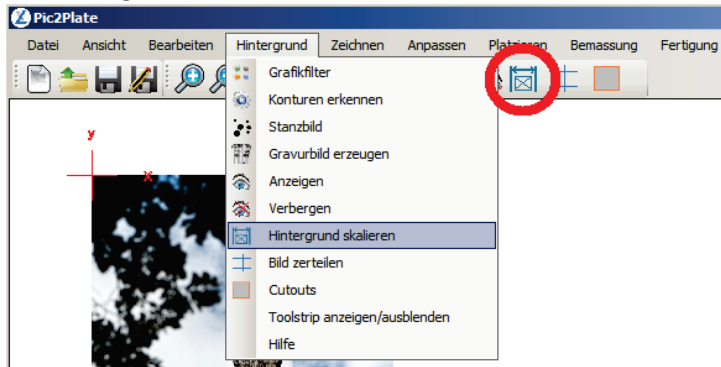 Pic2Plate
Datei Ansicht Bearbeiten Hintergrund Zeichnen Anpassen Platzieren Bemassung Fertigung
Grafikfilter
Konturen erkennen
Stanzbild
Gravurbild erzeugen
Anzeigen
Verbergen
Hintergrund skalieren
Bild zerteilen
Cutouts
Toolstrip anzeigen/ausblenden
Hilfe
y
x